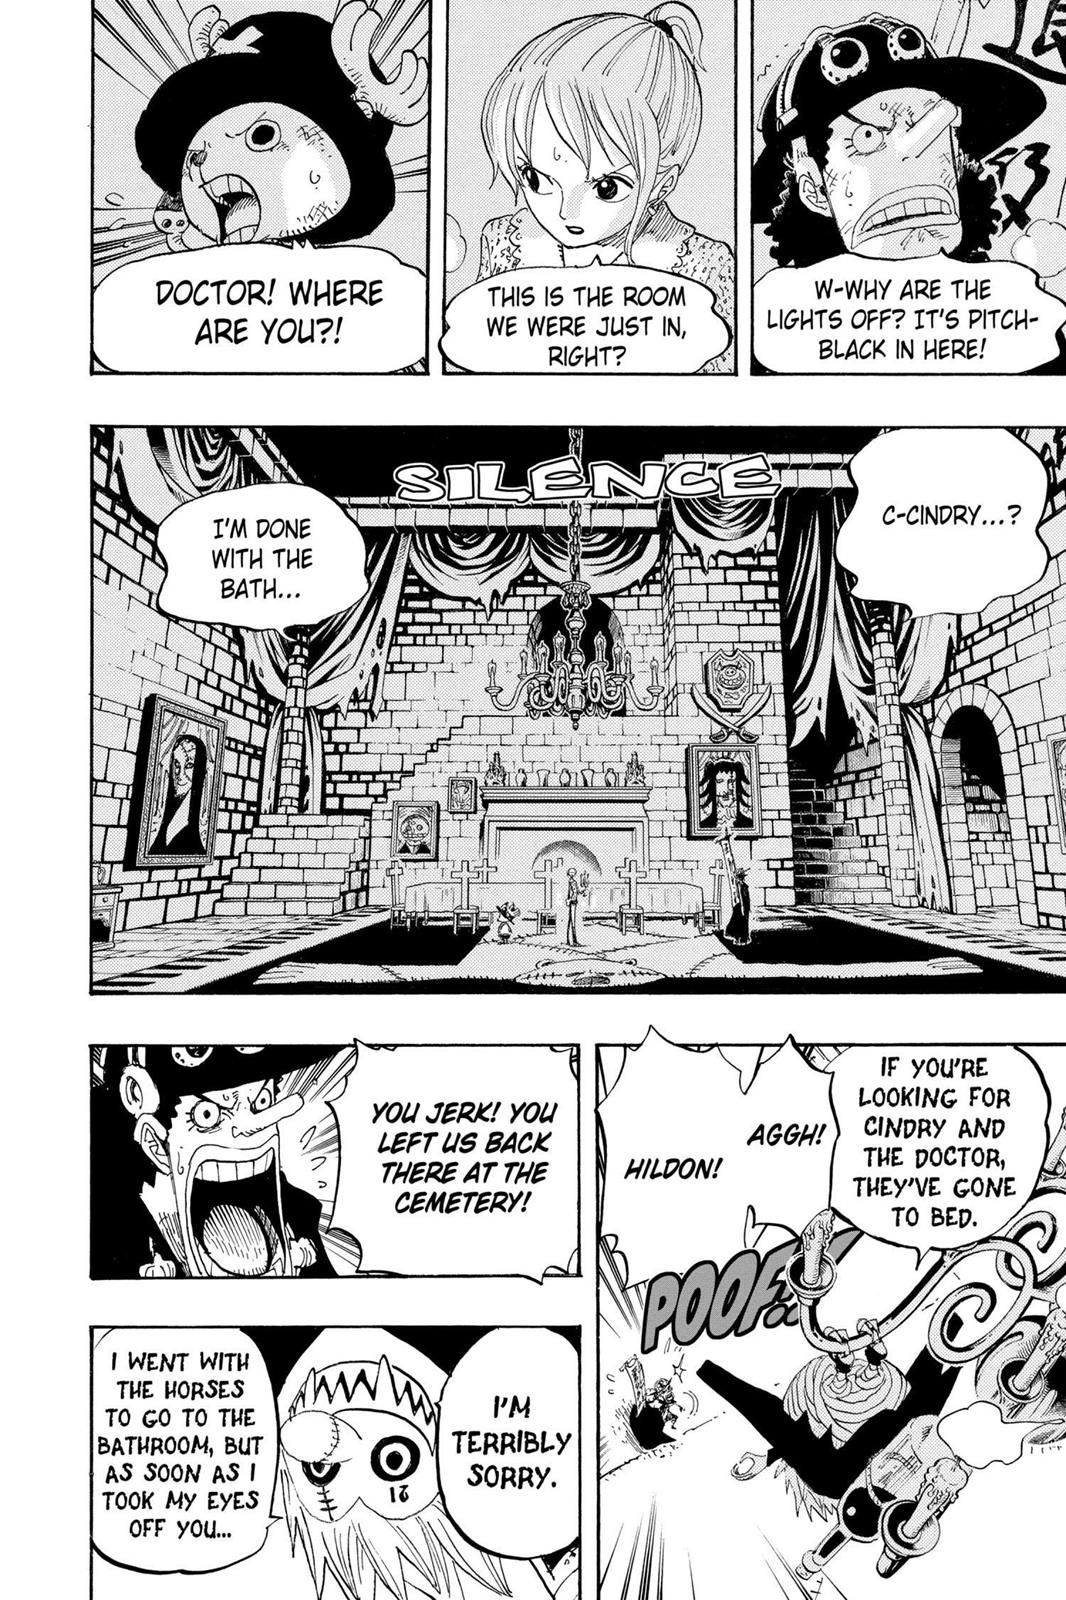 W-WHY ARE THE
LIGHTS OFF? IT'S PITCH-
BLACK IN HERE!
THIS IS THE ROOM
WE WERE JUST IN,
RIGHT?
DOCTOR! WHERE
ARE YOU?!
C-CINDRY...?
SILENCE
I'M DONE
WITH THE
BATH...
IF YOU'RE
LOOKING FOR
CINDRY AND
THE DOCTOR,
THEY'VE GONE
TO BED.
AGGH!
HILDON!
POOF!!
YOU JERK! YOU
LEFT US BACK
THERE AT THE
CEMETERY!
I'M
TERRIBLY
SORRY.
I WENT WITH
THE HORSES
TO GO TO THE
BATHROOM, BUT
AS SOON AS I
TOOK MY EYES
OFF YOU...